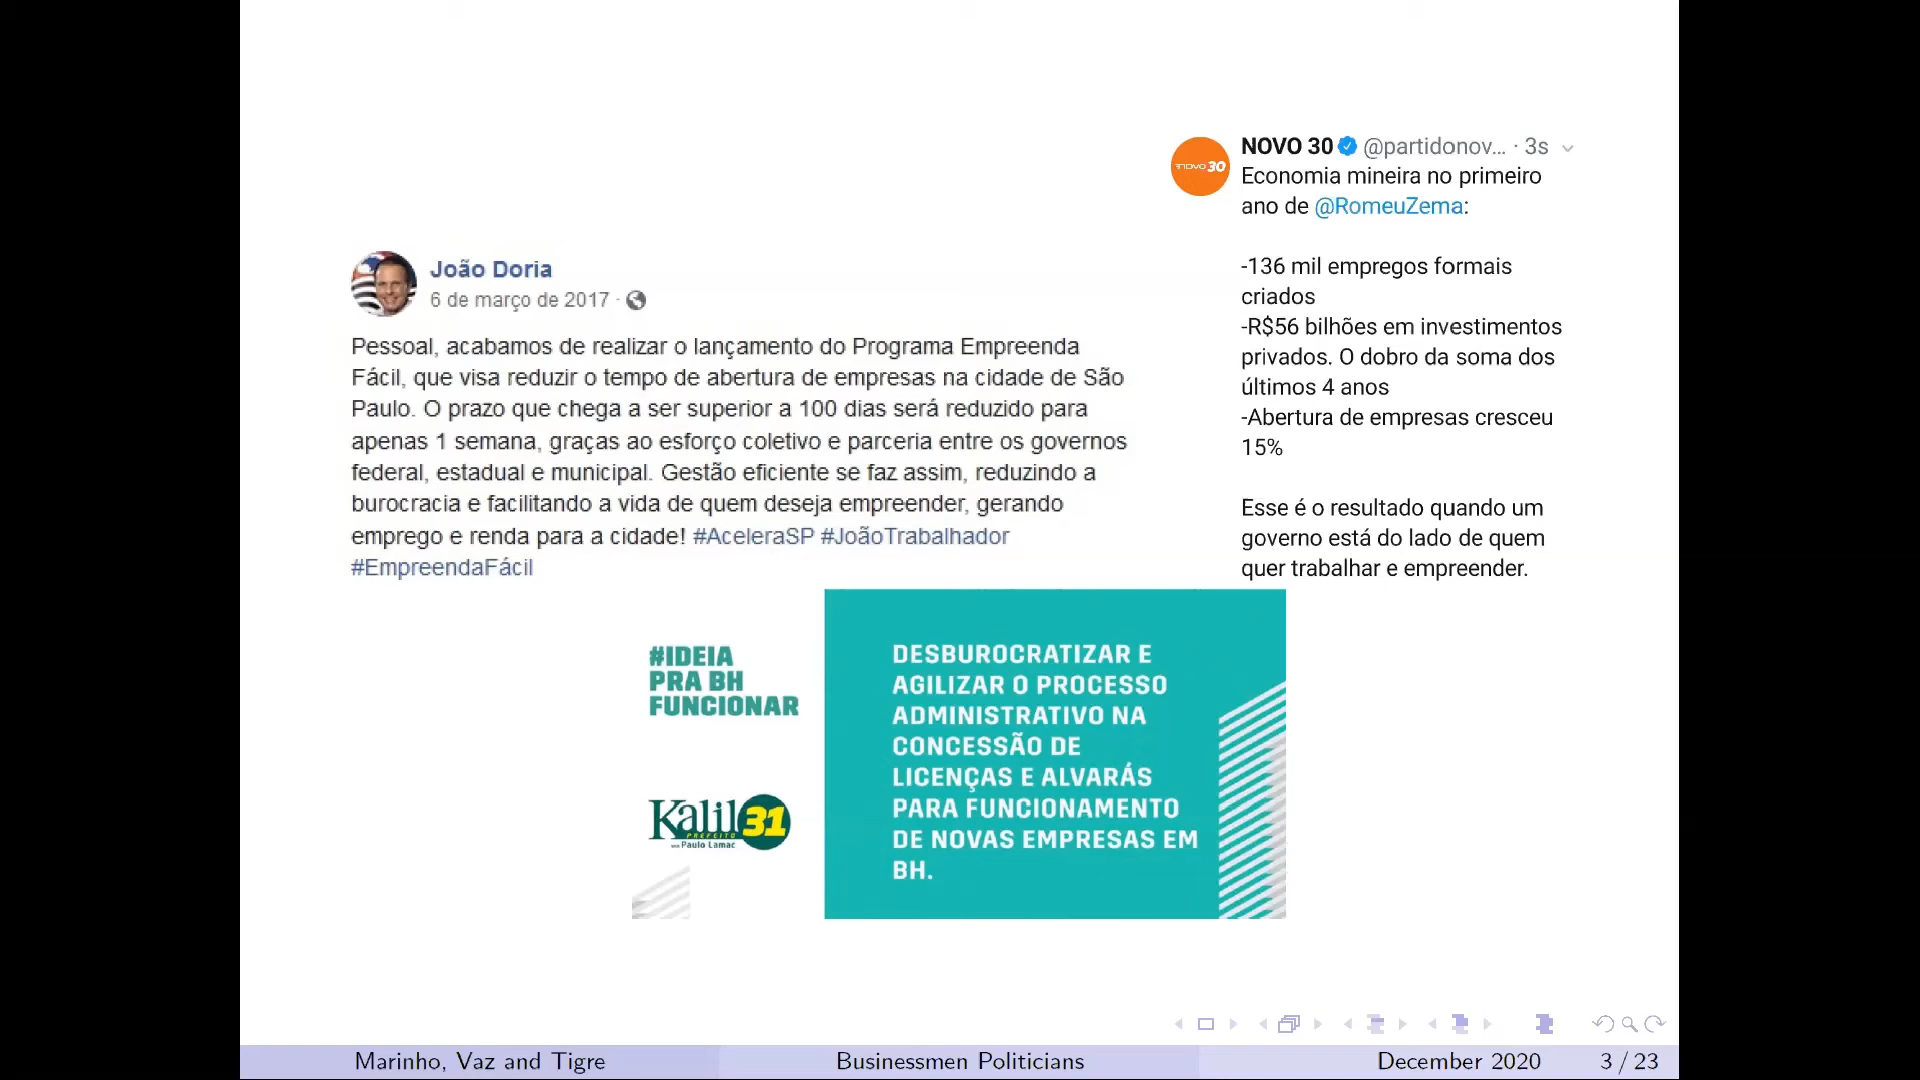 João Doria
6 de março de 2017 ·
Pessoal, acabamos de realizar o lançamento do Programa Empreenda
Fácil, que visa reduzir o tempo de abertura de empresas na cidade de São
Paulo. O prazo que chega a ser superior a 100 dias será reduzido para
apenas 1 semana, graças ao esforço coletivo e parceria entre os governos
federal, estadual e municipal. Gestão eficiente se faz assim, reduzindo a
burocracia e facilitando a vida de quem deseja empreender, gerando
emprego e renda para a cidade! #AceleraSP #JoãoTrabalhador
#EmpreendaFácil
NOVO 30
NOVO 30 @partidonov... · 3s
Economia mineira no primeiro
ano de @RomeuZema:
-136 mil empregos formais
criados
-R$56 bilhões em investimentos
privados. O dobro da soma dos
últimos 4 anos
-Abertura de empresas cresceu
15%
Esse é o resultado quando um
governo está do lado de quem
quer trabalhar e empreender.
#IDEIA
PRA BH
FUNCIONAR
Kalil 31
PREFEITO
Paulo Lamac
DESBUROCRATIZAR E
AGILIZAR O PROCESSO
ADMINISTRATIVO NA
CONCESSÃO DE
LICENÇAS E ALVARÁS
PARA FUNCIONAMENTO
DE NOVAS EMPRESAS EM
BH.
Marinho, Vaz and Tigre
Businessmen Politicians
December 2020
3 / 23